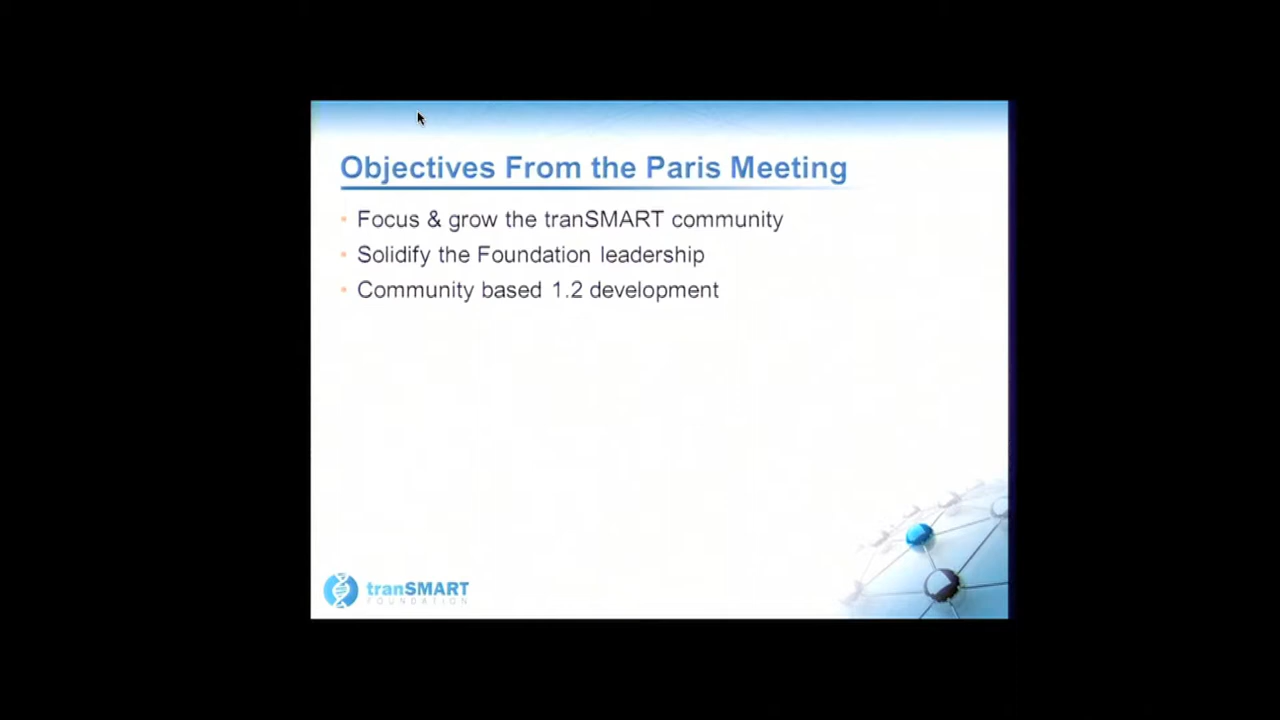 Objectives From the Paris Meeting
• Focus & grow the tranSMART community
• Solidify the Foundation leadership
• Community based 1.2 development
tranSMART
FOUNDATION